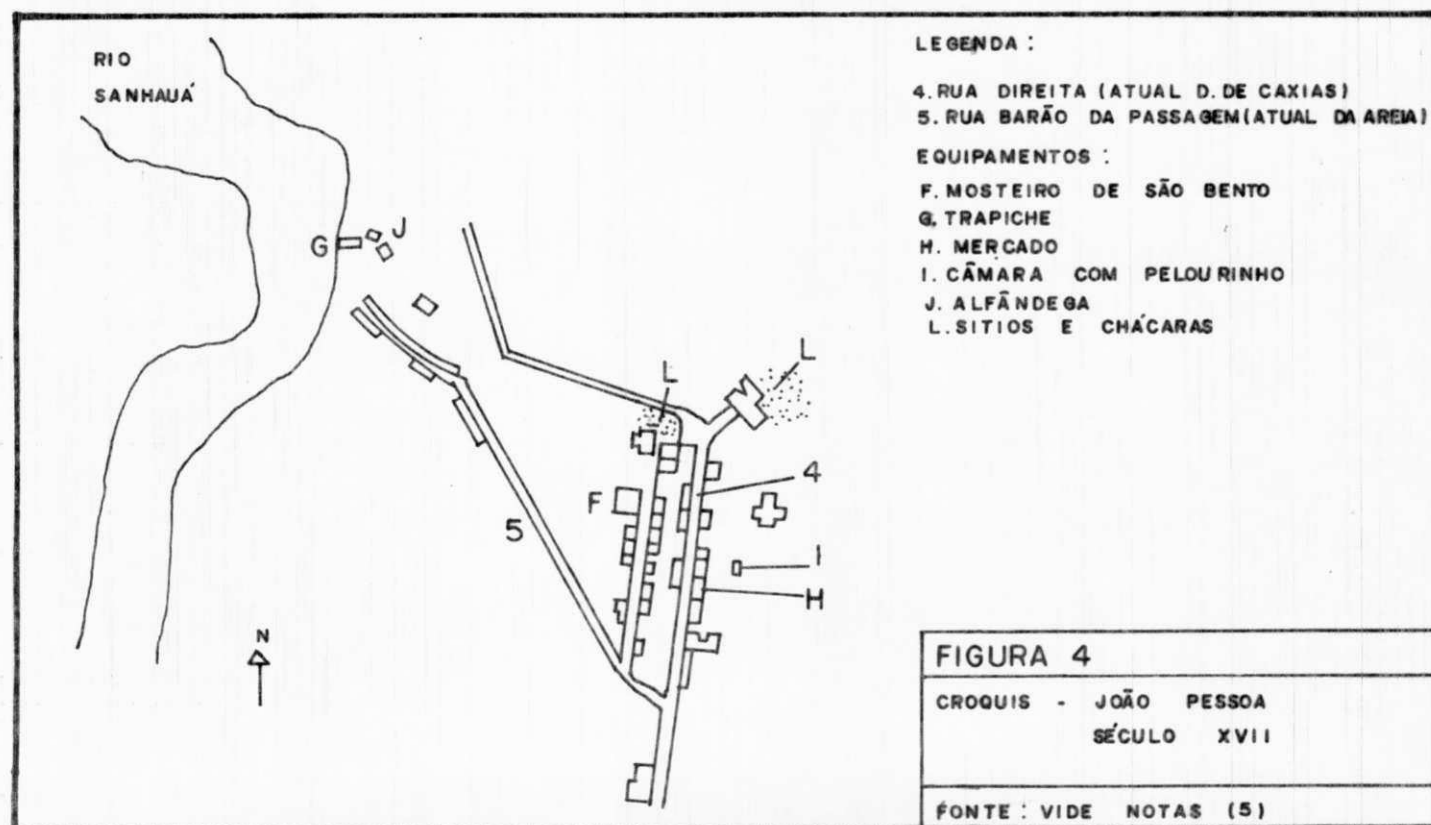 RIO
SANHAUÁ
G
J
L
L
4
F
5
I
H
N
LEGENDA :
4. RUA DIREITA (ATUAL D. DE CAXIAS)
5. RUA BARÃO DA PASSAGEM (ATUAL DA AREIA)
EQUIPAMENTOS :
F. MOSTEIRO DE SÃO BENTO
G. TRAPICHE
H. MERCADO
I. CÂMARA COM PELOURINHO
J. ALFÂNDEGA
L. SITIOS E CHÁCARAS
FIGURA 4
CROQUIS - JOÃO PESSOA
SÉCULO XVII
FONTE : VIDE NOTAS (5)